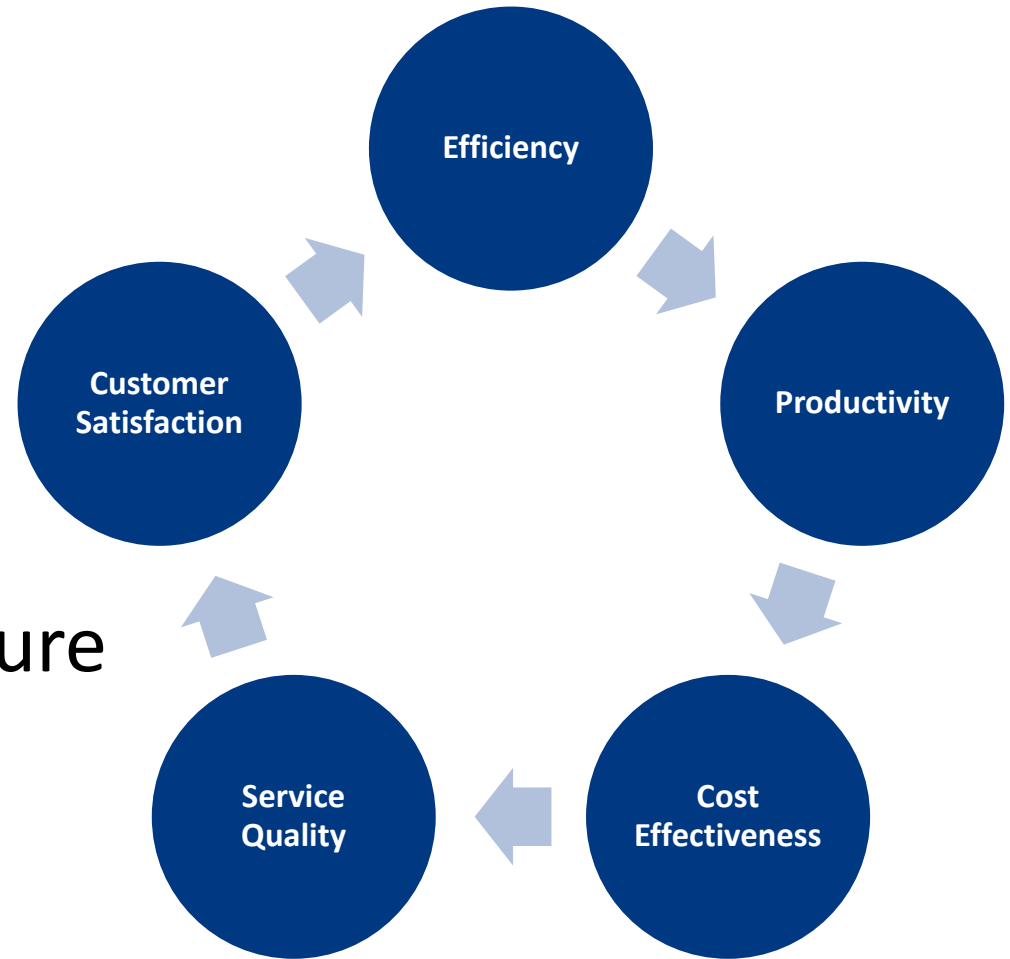 Efficiency
Customer
Satisfaction
Productivity
ure
Service
Quality
Cost
Effectiveness